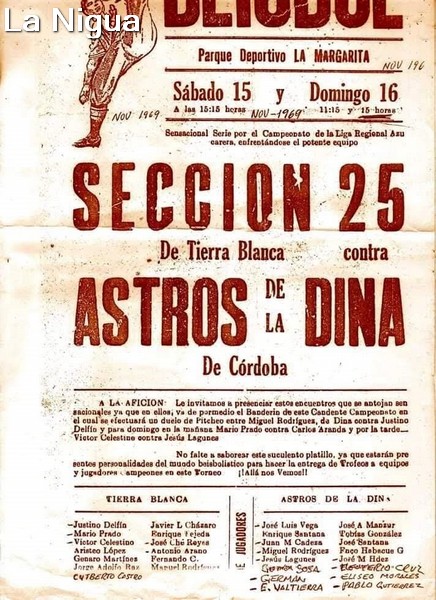 La Nigua
BEISBOL
Parque Deportivo LA MARGARITA
NOV 196
Sábado 15 y Domingo 16
A las 15:15 horas 11:15 y 15 horas
NOV 1969 NOV-1969
Sensacional Serie por el Campeonato de la Liga Regional Azu
carera, enfrentándose el potente equipo
SECCION 25
De Tierra Blanca contra
ASTROS DE LA DINA
De Córdoba
A LA AFICION: Le invitamos a presenciar estos encuentros que se antojan sen
sacionales ya que en ellos, va de pormedio el Banderín de este Candente Campeonato en
el cual se efectuará un duelo de Pitcheo entre Miguel Rodríguez, de Dina contra Justino
Delfín y para domingo en la mañana Mario Prado contra Carlos Aranda y por la tarde...
Víctor Celestino contra Jesús Lagunes
No falte a saborear este suculento platillo, ya que estarán pre
sentes personalidades del mundo beisbolístico para hacer la entrega de Trofeos a equipos
y jugadores Campeones en este Torneo ¡¡Allá nos Vemos!!
TIERRA BLANCA
Justino Delfín Javier L Cházaro
Mario Prado Enrique Tejeda
Víctor Celestino José Ché Reyes
Aristeo López Antonio Arano
Genaro Martínez Fernando C.
Jorge Adolfo Manuel Rodríguez
CUTBERTO CASTRO
DE JUGADORES
ASTROS DE LA DINA
José Luis Vega José A Manzur
Enrique Santana Tobías González
Juan M Cadeza José Santana
Miguel Rodríguez Enco Hebacue G
Jesús Lagunes José M Hdez
GERMAN SOSA ELEUTERIO CRUZ
GERMAN ELISEO MORALES
E. VALTIERRA PABLO GUTIERREZ